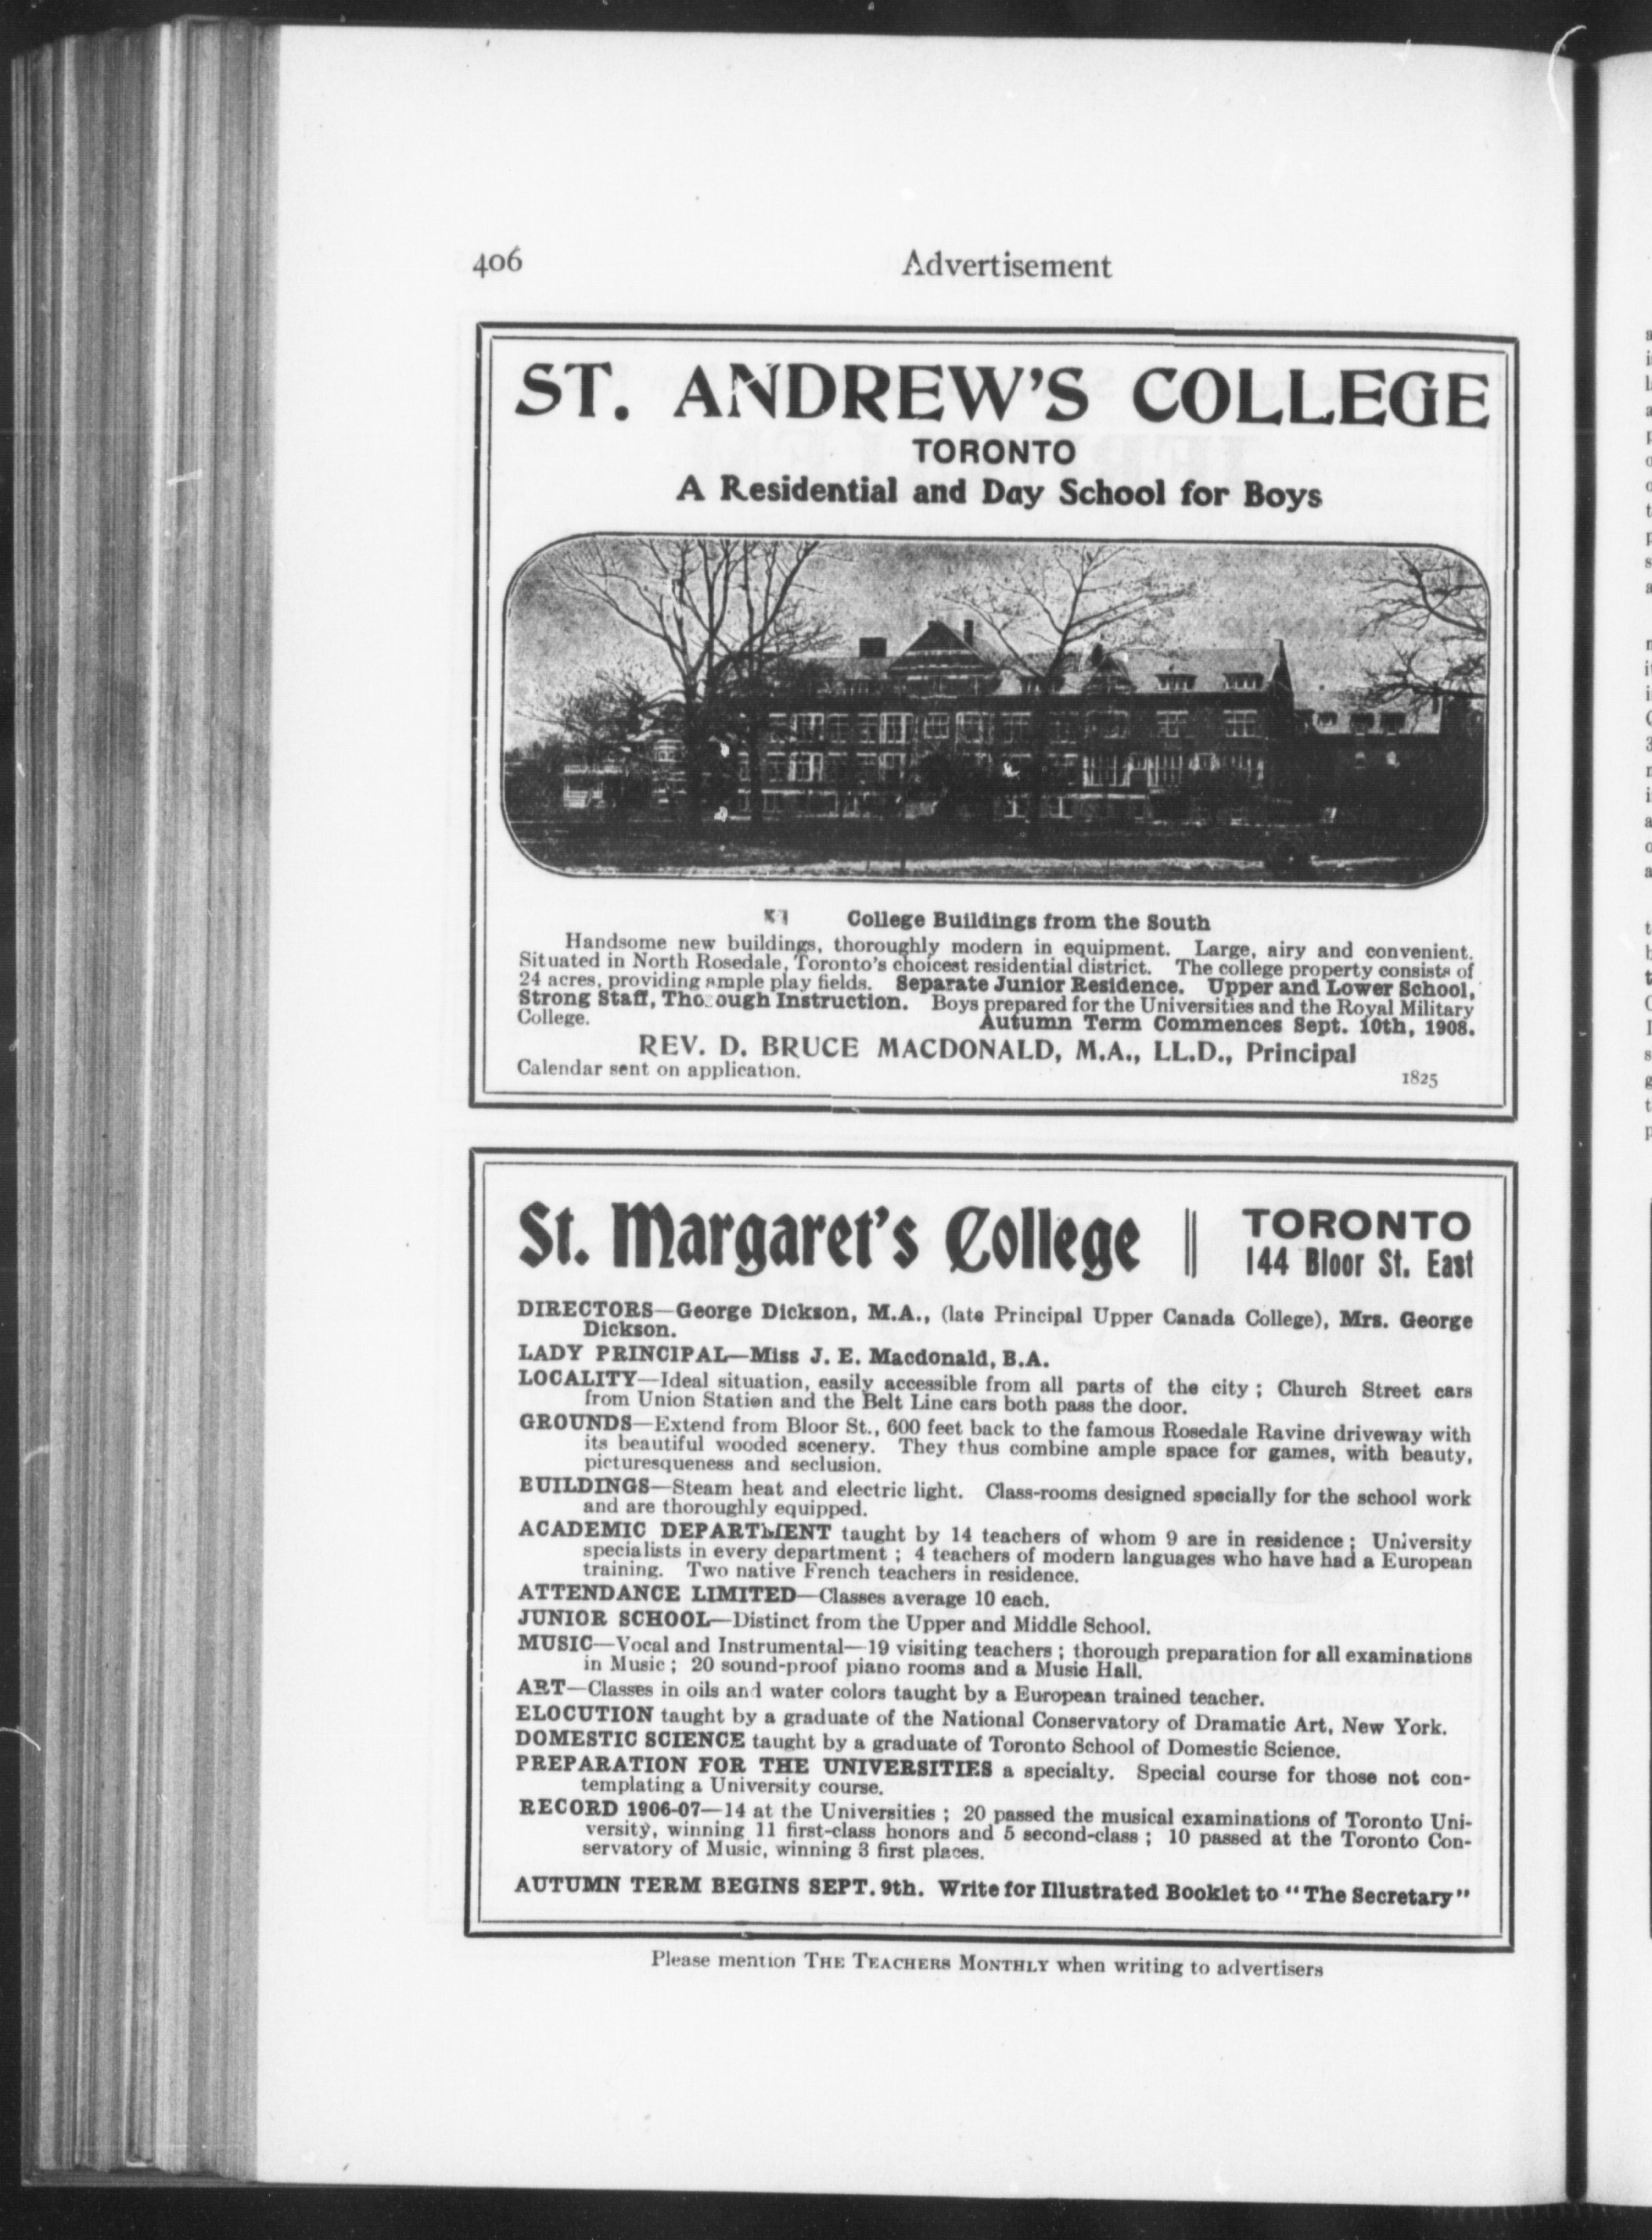 406
Advertisement
ST. ANDREW'S COLLEGE
TORONTO
A Residential and Day School for Boys
College Buildings from the South
Handsome new buildings, thoroughly modern in equipment. Large, airy and convenient.
Situated in North Rosedale, Toronto's choicest residential district. The college property consists of
24 acres, providing ample play fields. Separate Junior Residence. Upper and Lower School,
Strong Staff, Thorough Instruction. Boys prepared for the Universities and the Royal Military
College. Autumn Term Commences Sept. 10th, 1908.
REV. D. BRUCE MACDONALD, M.A., LL.D., Principal
Calendar sent on application.
1825
St. Margaret's College
TORONTO
144 Bloor St. East
DIRECTORS—George Dickson, M.A., (late Principal Upper Canada College), Mrs. George
Dickson.
LADY PRINCIPAL—Miss J. E. Macdonald, B.A.
LOCALITY—Ideal situation, easily accessible from all parts of the city; Church Street cars
from Union Station and the Belt Line cars both pass the door.
GROUNDS—Extend from Bloor St., 600 feet back to the famous Rosedale Ravine driveway with
its beautiful wooded scenery. They thus combine ample space for games, with beauty,
picturesqueness and seclusion.
BUILDINGS—Steam heat and electric light. Class-rooms designed specially for the school work
and are thoroughly equipped.
ACADEMIC DEPARTMENT taught by 14 teachers of whom 9 are in residence; University
specialists in every department; 4 teachers of modern languages who have had a European
training. Two native French teachers in residence.
ATTENDANCE LIMITED—Classes average 10 each.
JUNIOR SCHOOL—Distinct from the Upper and Middle School.
MUSIC—Vocal and Instrumental—19 visiting teachers; thorough preparation for all examinations
in Music; 20 sound-proof piano rooms and a Music Hall.
ART—Classes in oils and water colors taught by a European trained teacher.
ELOCUTION taught by a graduate of the National Conservatory of Dramatic Art, New York.
DOMESTIC SCIENCE taught by a graduate of Toronto School of Domestic Science.
PREPARATION FOR THE UNIVERSITIES a specialty. Special course for those not con-
templating a University course.
RECORD 1906-07—14 at the Universities; 20 passed the musical examinations of Toronto Uni-
versity, winning 11 first-class honors and 5 second-class; 10 passed at the Toronto Con-
servatory of Music, winning 3 first places.
AUTUMN TERM BEGINS SEPT. 9th. Write for Illustrated Booklet to "The Secretary"
Please mention THE TEACHERS MONTHLY when writing to advertisers